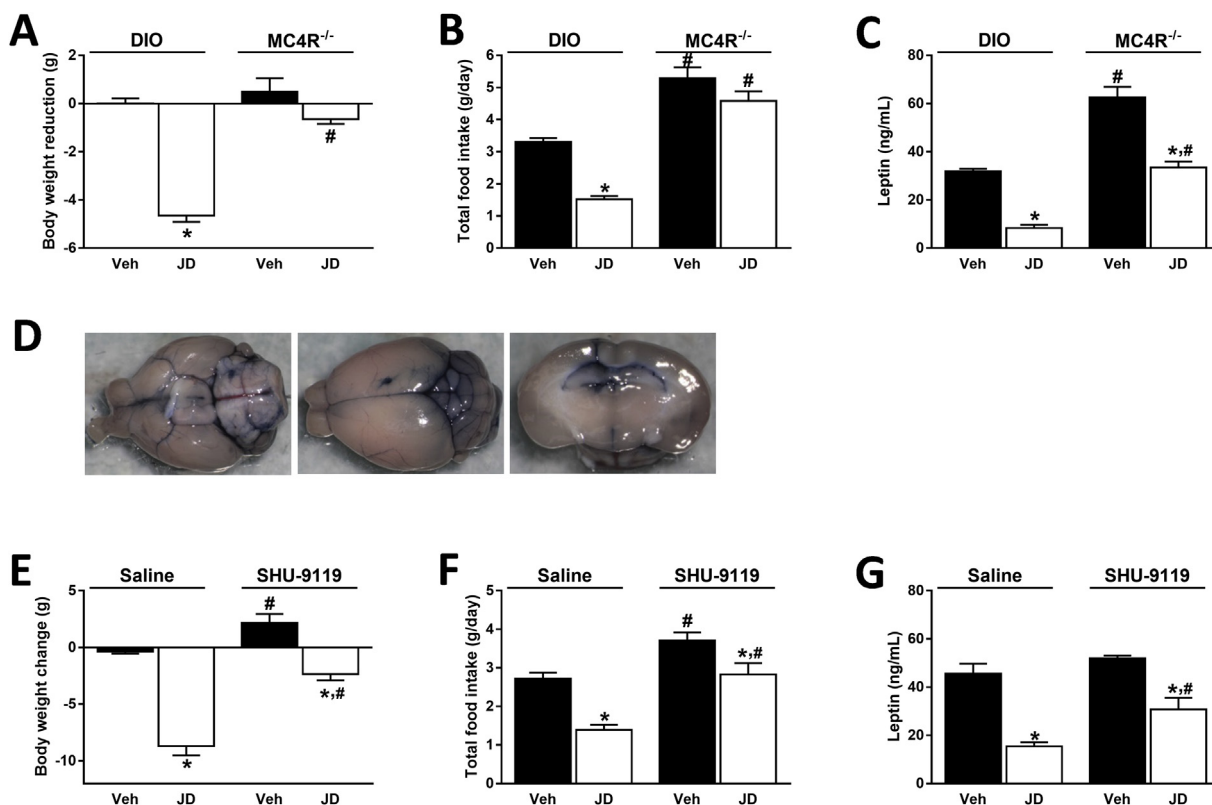 A
DIO
MC4R-/-
Body weight reduction (g)
2
0
-2
-4
-6
*
#
Veh
JD
Veh
JD
B
DIO
MC4R-/-
Total food intake (g/day)
6
5
4
3
2
1
0
*
#
#
Veh
JD
Veh
JD
C
DIO
MC4R-/-
Leptin (ng/mL)
80
60
40
20
0
*
#
*,#
Veh
JD
Veh
JD
D
E
Saline
SHU-9119
Body weight change (g)
5
0
-5
-10
*
#
*,#
Veh
JD
Veh
JD
F
Saline
SHU-9119
Total food intake (g/day)
5
4
3
2
1
0
*
#
*,#
Veh
JD
Veh
JD
G
Saline
SHU-9119
Leptin (ng/mL)
80
60
40
20
0
*
*,#
Veh
JD
Veh
JD